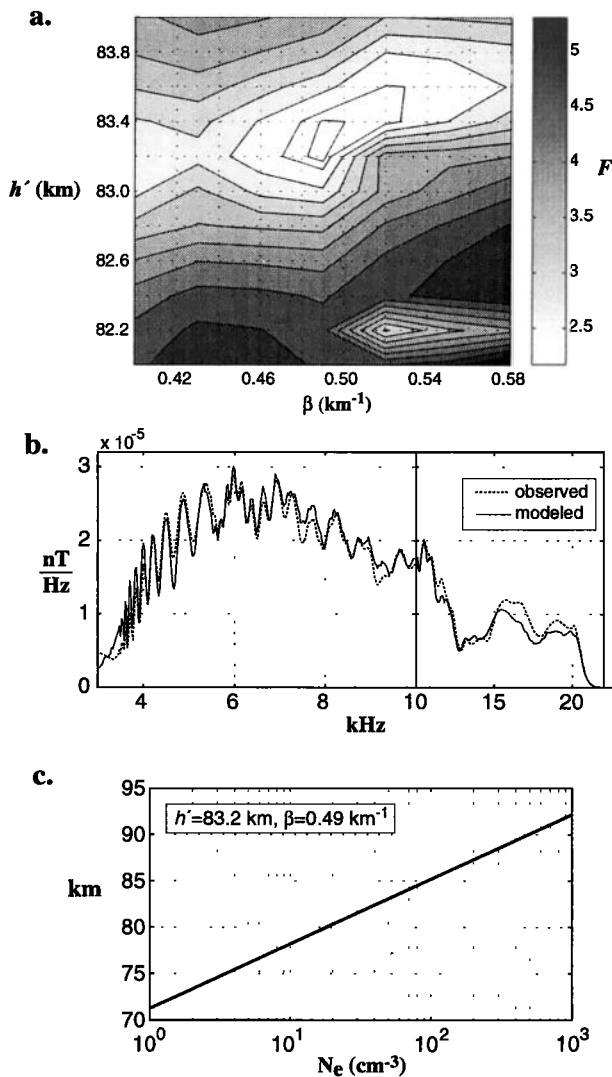 a.
83.8
83.4
h´ (km)
83.0
82.6
82.2
0.42 0.46 0.50 0.54 0.58
β (km⁻¹)
5
4.5
4
F
3.5
3
2.5
b.
x 10⁻⁵
3
2
1
0
nT
Hz
observed
modeled
4 6 8 10 15 20
kHz
c.
95
90
85
80
75
70
km
h´=83.2 km, β=0.49 km⁻¹
10⁰ 10¹ 10² 10³
Nₑ (cm⁻³)